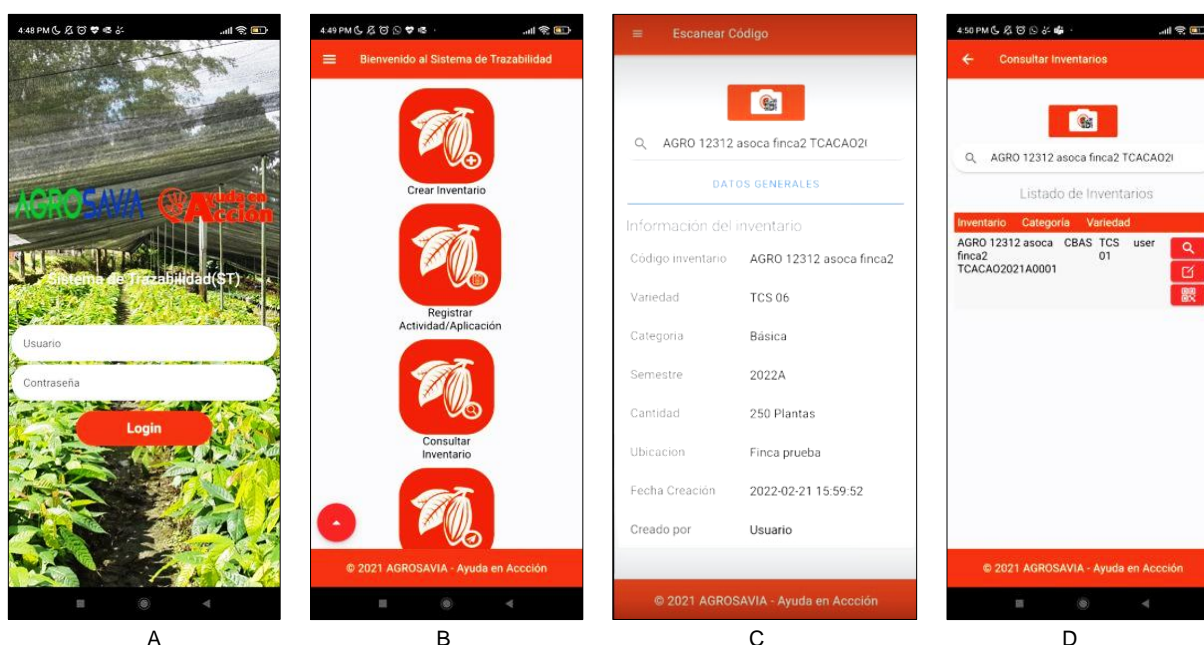 4:48 PM
AGROSAVIA Ayuda en Acción
Sistema de Trazabilidad(ST)
Usuario
Contraseña
Login
A
4:49 PM
Bienvenido al Sistema de Trazabilidad
Crear Inventario
Registrar
Actividad/Aplicación
Consultar
Inventario
© 2021 AGROSAVIA - Ayuda en Accción
B
Escanear Código
AGRO 12312 asoca finca2 TCACAO2(
DATOS GENERALES
Información del inventario
Código inventario AGRO 12312 asoca finca2
Variedad TCS 06
Categoria Básica
Semestre 2022A
Cantidad 250 Plantas
Ubicacion Finca prueba
Fecha Creación 2022-02-21 15:59:52
Creado por Usuario
© 2021 AGROSAVIA - Ayuda en Accción
C
4:50 PM
Consultar Inventarios
AGRO 12312 asoca finca2 TCACAO2(
Listado de Inventarios
Inventario Categoría Variedad
AGRO 12312 asoca CBAS TCS user
finca2 01
TCACAO2021A0001
© 2021 AGROSAVIA - Ayuda en Accción
D